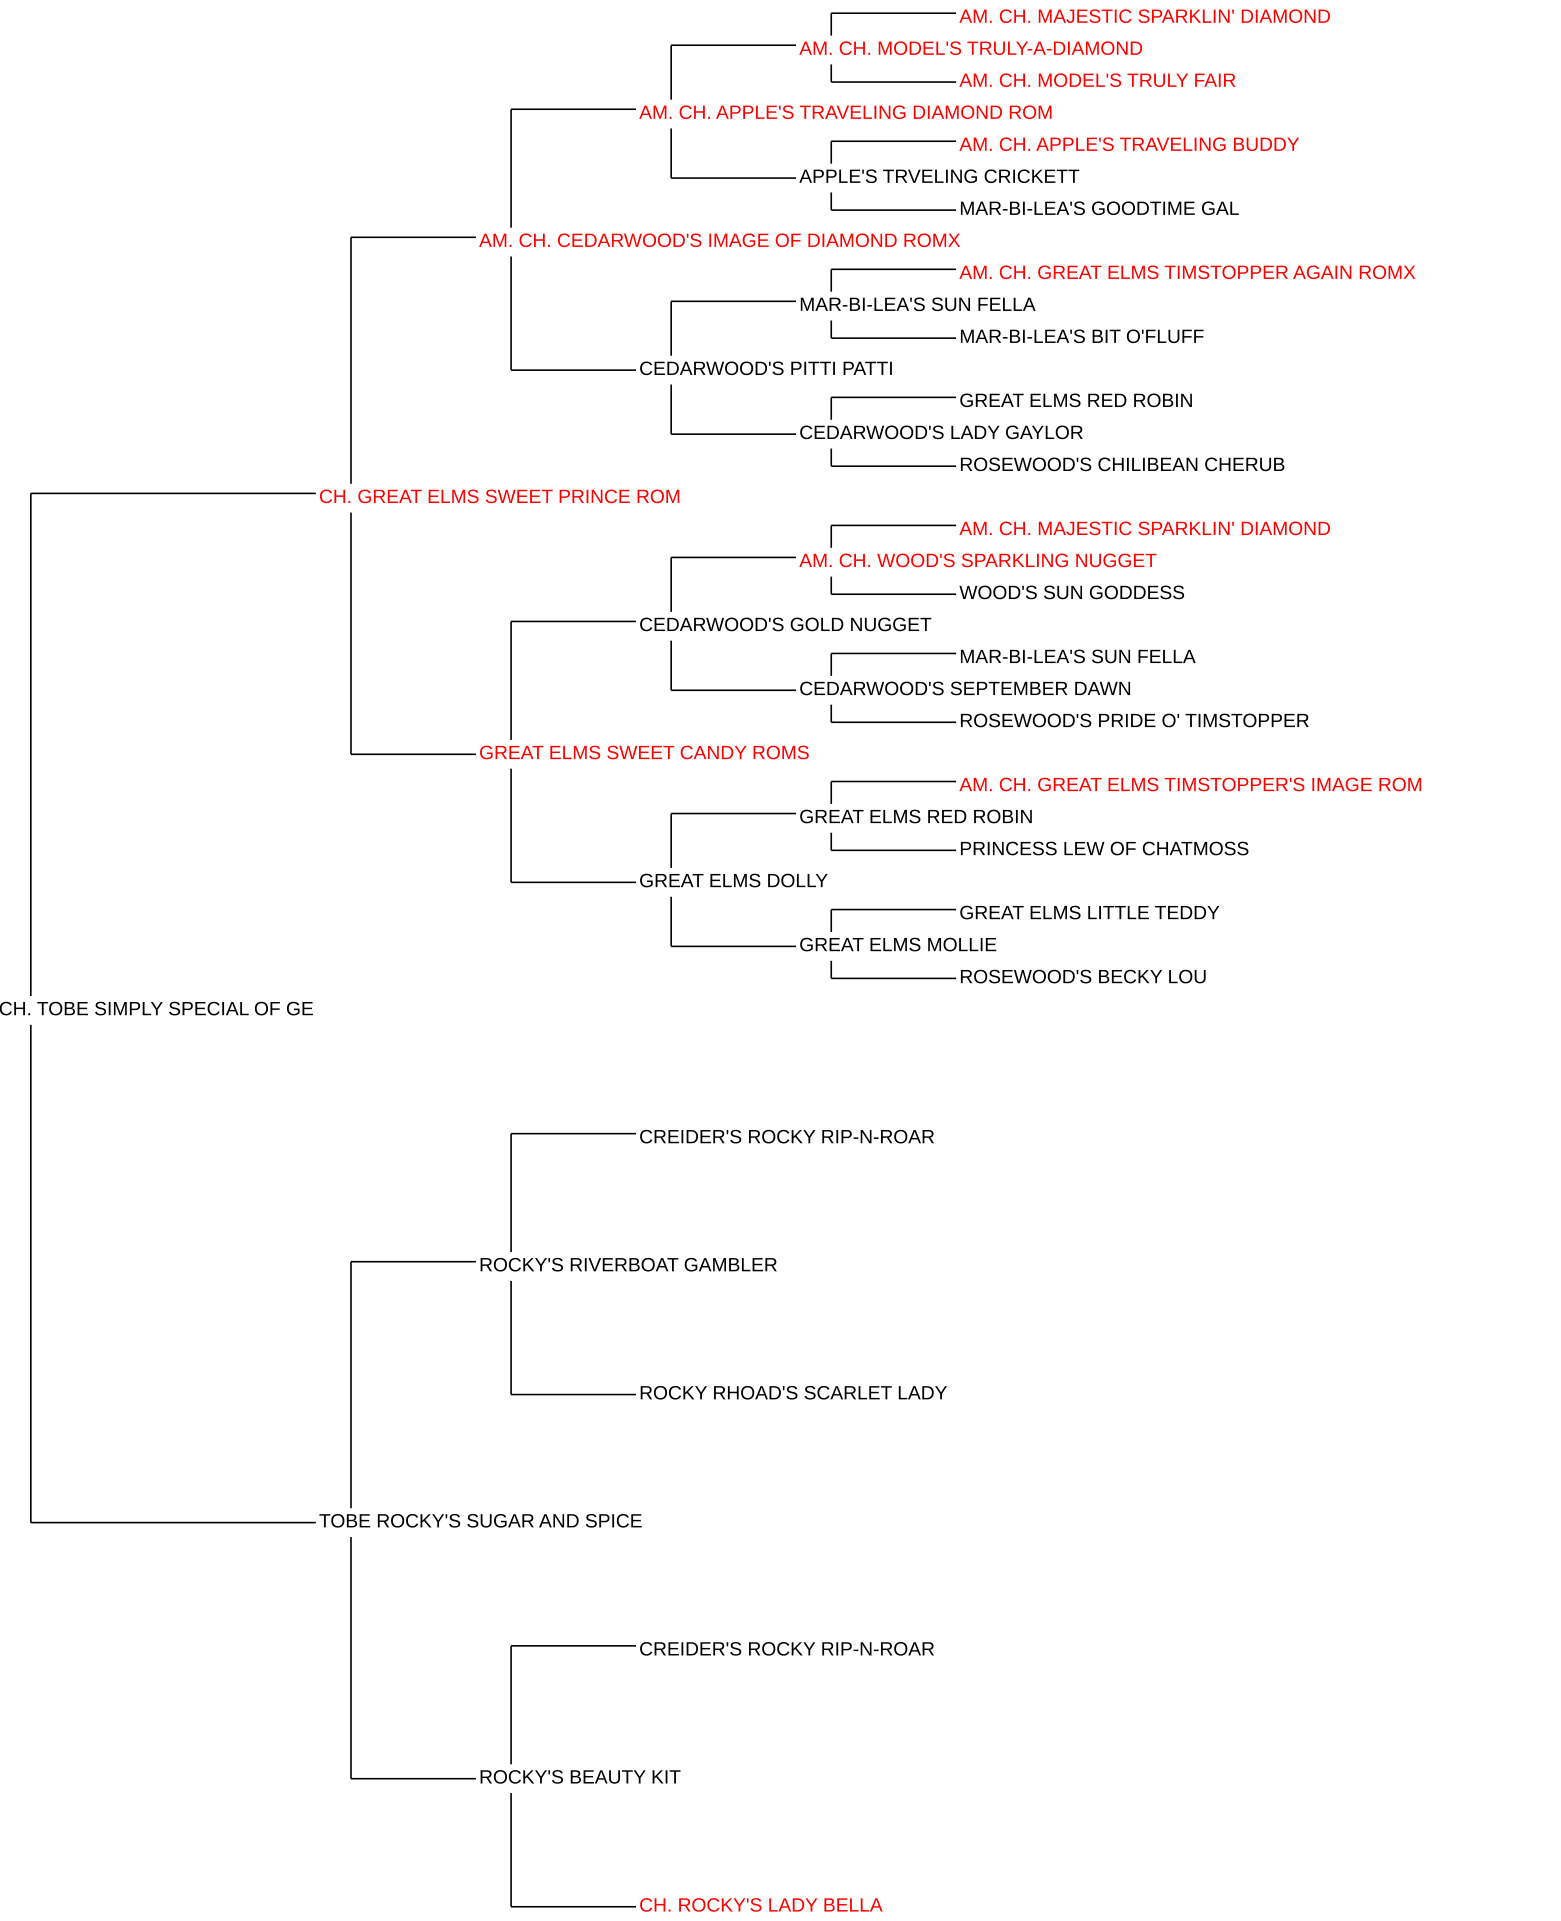 AM. CH. MAJESTIC SPARKLIN' DIAMOND
AM. CH. MODEL'S TRULY-A-DIAMOND
AM. CH. MODEL'S TRULY FAIR
AM. CH. APPLE'S TRAVELING DIAMOND ROM
AM. CH. APPLE'S TRAVELING BUDDY
APPLE'S TRVELING CRICKETT
MAR-BI-LEA'S GOODTIME GAL
AM. CH. CEDARWOOD'S IMAGE OF DIAMOND ROMX
AM. CH. GREAT ELMS TIMSTOPPER AGAIN ROMX
MAR-BI-LEA'S SUN FELLA
MAR-BI-LEA'S BIT O'FLUFF
CEDARWOOD'S PITTI PATTI
GREAT ELMS RED ROBIN
CEDARWOOD'S LADY GAYLOR
ROSEWOOD'S CHILIBEAN CHERUB
CH. GREAT ELMS SWEET PRINCE ROM
AM. CH. MAJESTIC SPARKLIN' DIAMOND
AM. CH. WOOD'S SPARKLING NUGGET
WOOD'S SUN GODDESS
CEDARWOOD'S GOLD NUGGET
MAR-BI-LEA'S SUN FELLA
CEDARWOOD'S SEPTEMBER DAWN
ROSEWOOD'S PRIDE O' TIMSTOPPER
GREAT ELMS SWEET CANDY ROMS
AM. CH. GREAT ELMS TIMSTOPPER'S IMAGE ROM
GREAT ELMS RED ROBIN
PRINCESS LEW OF CHATMOSS
GREAT ELMS DOLLY
GREAT ELMS LITTLE TEDDY
GREAT ELMS MOLLIE
ROSEWOOD'S BECKY LOU
CH. TOBE SIMPLY SPECIAL OF GE
CREIDER'S ROCKY RIP-N-ROAR
ROCKY'S RIVERBOAT GAMBLER
ROCKY RHOAD'S SCARLET LADY
TOBE ROCKY'S SUGAR AND SPICE
CREIDER'S ROCKY RIP-N-ROAR
ROCKY'S BEAUTY KIT
CH. ROCKY'S LADY BELLA